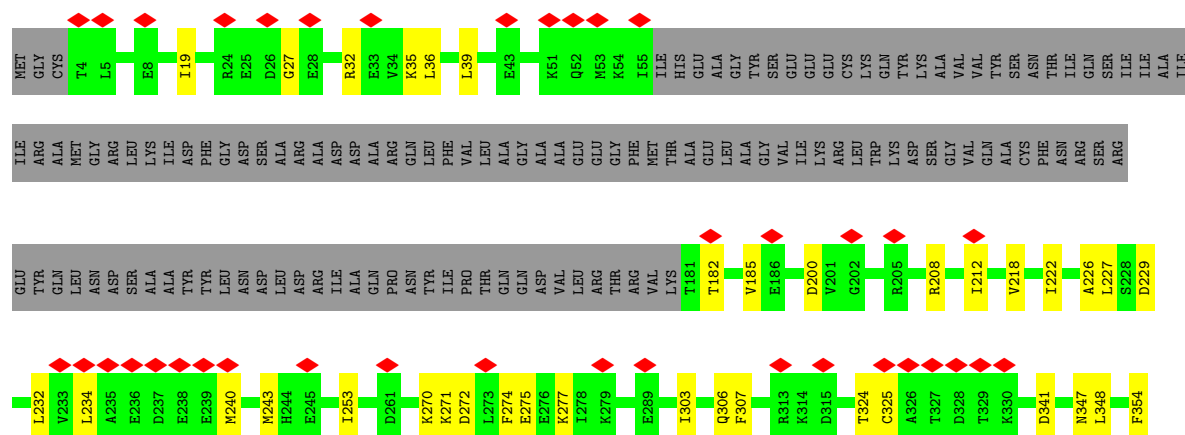 MET GLY CYS T4 L5 E8 I19 R24 E25 D26 G27 E28 R32 E33 V34 K35 L36 L39 E43 K51 Q52 M53 K54 I55 ILE HIS GLU ALA GLY TYR SER GLU GLU GLU CYS LYS GLN TYR LYS ALA VAL VAL TYR SER ASN THR ILE GLN SER ILE ILE ALA ILE
ILE ARG ALA MET GLY ARG LEU LYS ILE ASP PHE GLY ASP SER ALA ARG ALA ASP ASP ALA ARG GLN LEU PHE VAL LEU ALA GLY ALA ALA GLU GLU GLY PHE MET THR ALA GLU LEU ALA GLY VAL ILE LYS ARG LEU TRP LYS ASP SER GLY VAL GLN ALA CYS PHE ASN ARG SER ARG
GLU TYR GLN LEU ASN ASP SER ALA ALA TYR TYR LEU ASN ASP LEU ASP ARG ILE ALA GLN PRO ASN TYR ILE PRO THR GLN GLN ASP VAL LEU ARG THR ARG VAL LYS T181 T182 V185 E186 D200 V201 G202 R205 R208 I212 V218 I222 A226 L227 S228 D229
L232 V233 L234 A235 E236 D237 E238 E239 M240 M243 H244 E245 I253 D261 K270 K271 D272 L273 F274 E275 E276 K277 I278 K279 E289 I303 Q306 F307 R313 K314 D315 T324 C325 A326 T327 D328 T329 K330 D341 N347 L348 F354